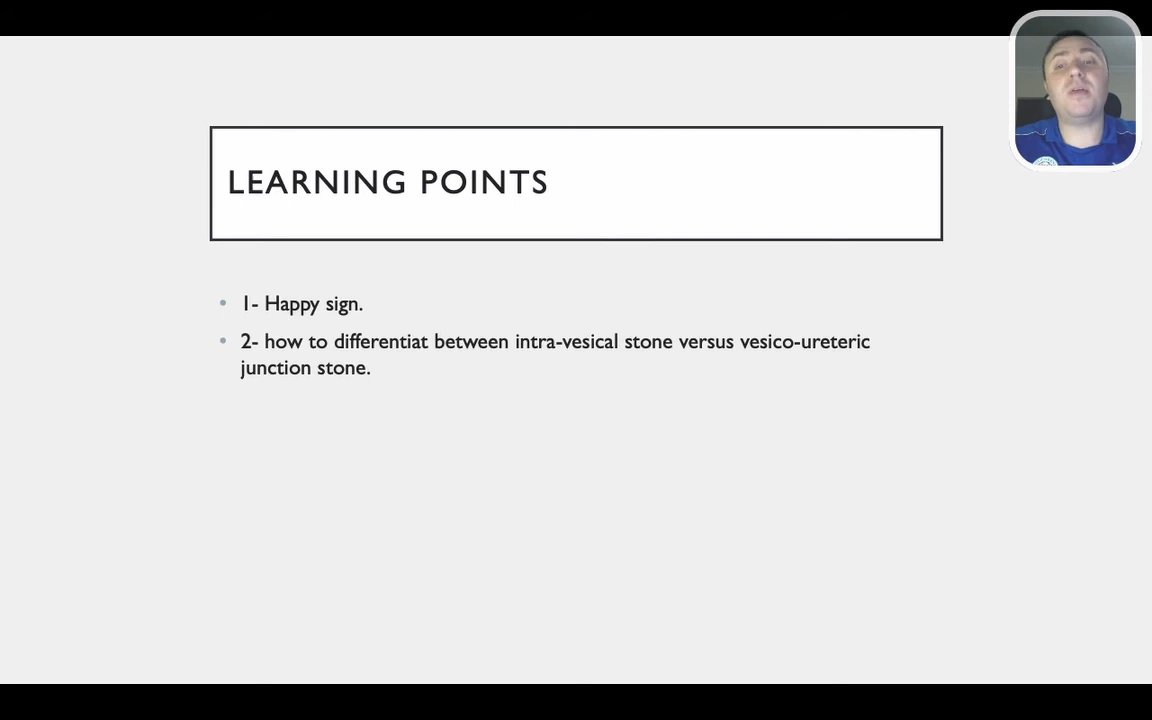 LEARNING POINTS
• 1- Happy sign.
• 2- how to differentiat between intra-vesical stone versus vesico-ureteric
junction stone.